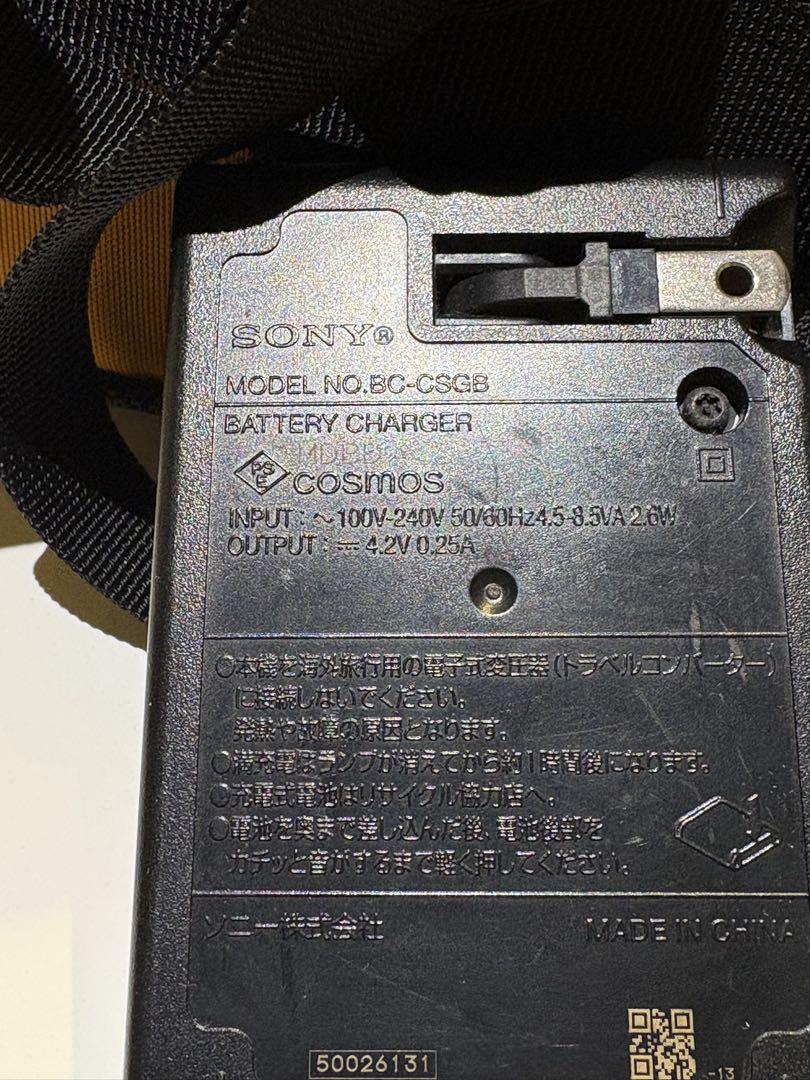 SONY®
MODEL NO.BC-CSGB
BATTERY CHARGER
PSE COSMOS
INPUT : ~100V-240V 50/60Hz 4.5-8.5VA 2.6W
OUTPUT : ⎓ 4.2V 0.25A
○本機を海外旅行用の電子式変圧器(トラベルコンバーター)
に接続しないでください。
発熱や故障の原因となります。
○満充電はランプが消えてから約1時間後になります。
○充電式電池はリサイクル協力店へ。
○電池を奥まで差し込んだ後、電池後部を
カチッと音がするまで軽く押してください。
ソニー株式会社 MADE IN CHINA
50026131
-13